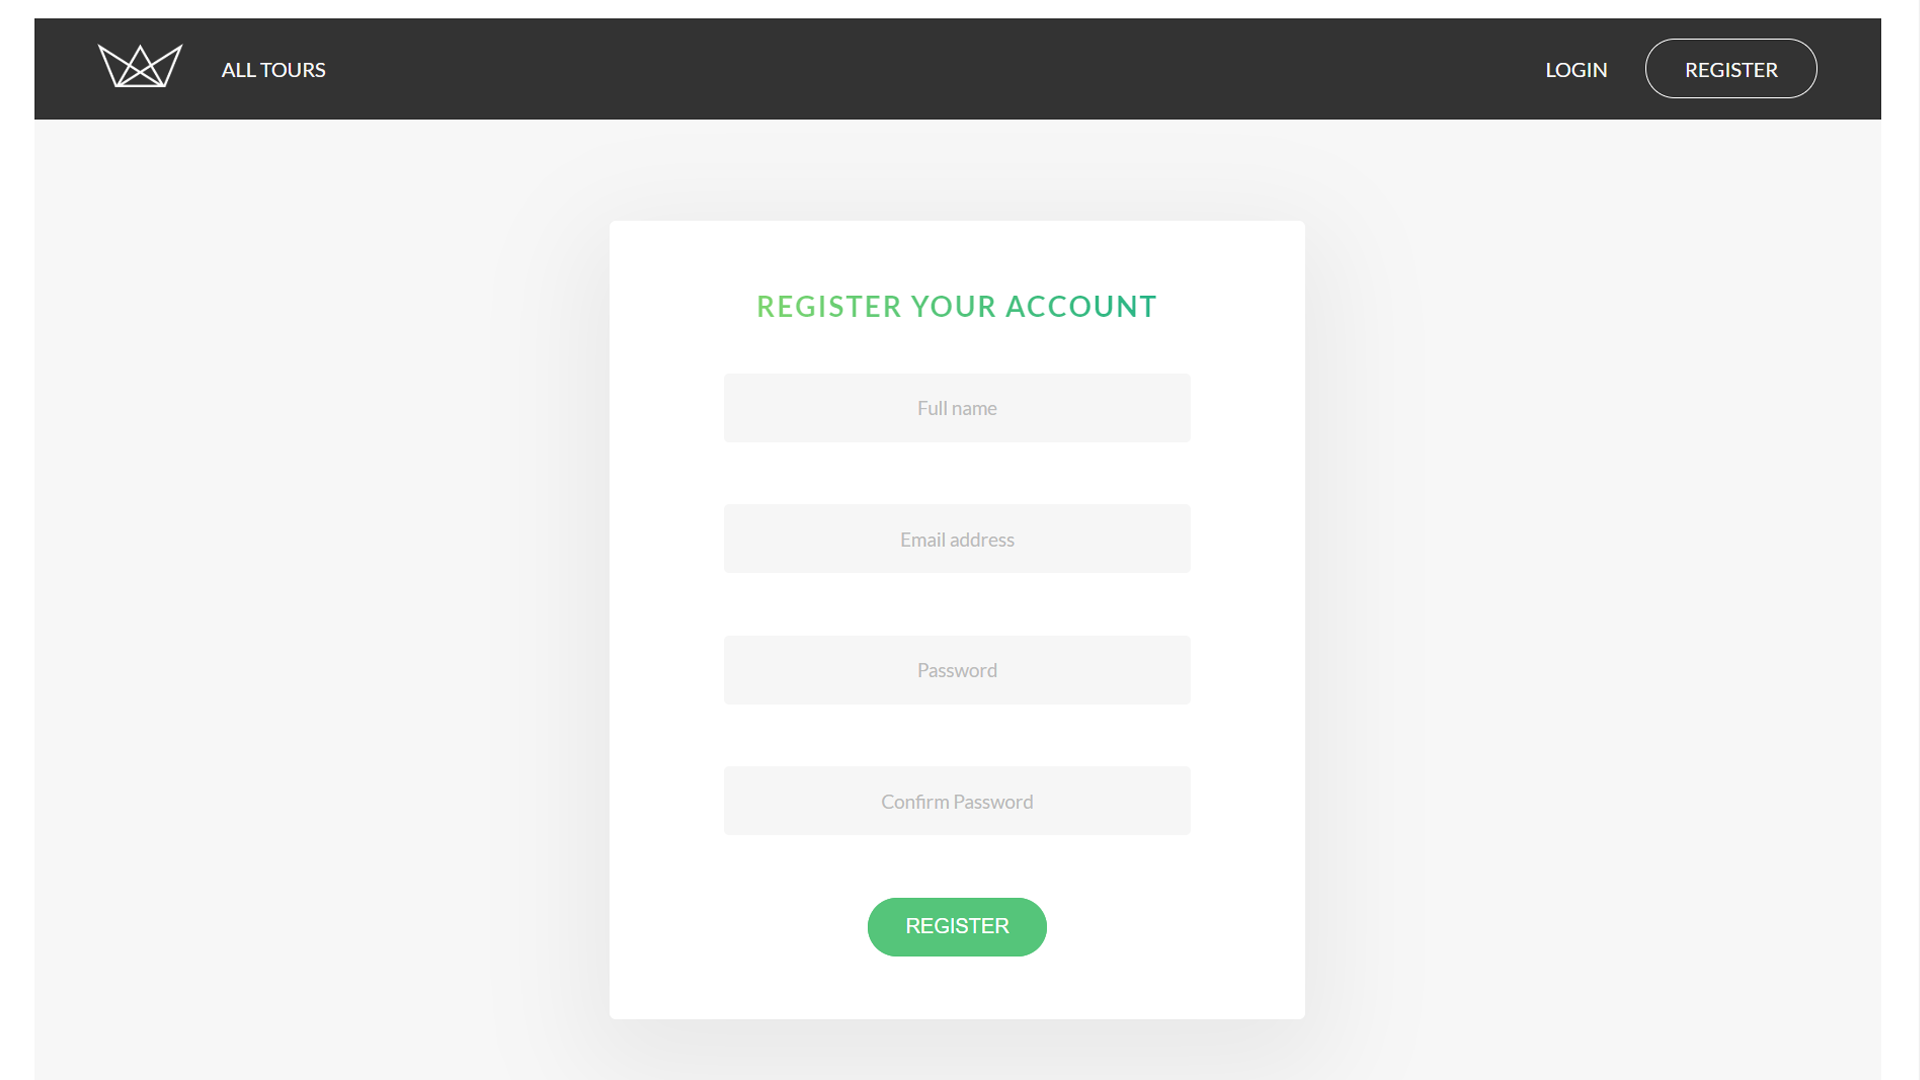 ALL TOURS
LOGIN
REGISTER
REGISTER YOUR ACCOUNT
Full name
Email address
Password
Confirm Password
REGISTER